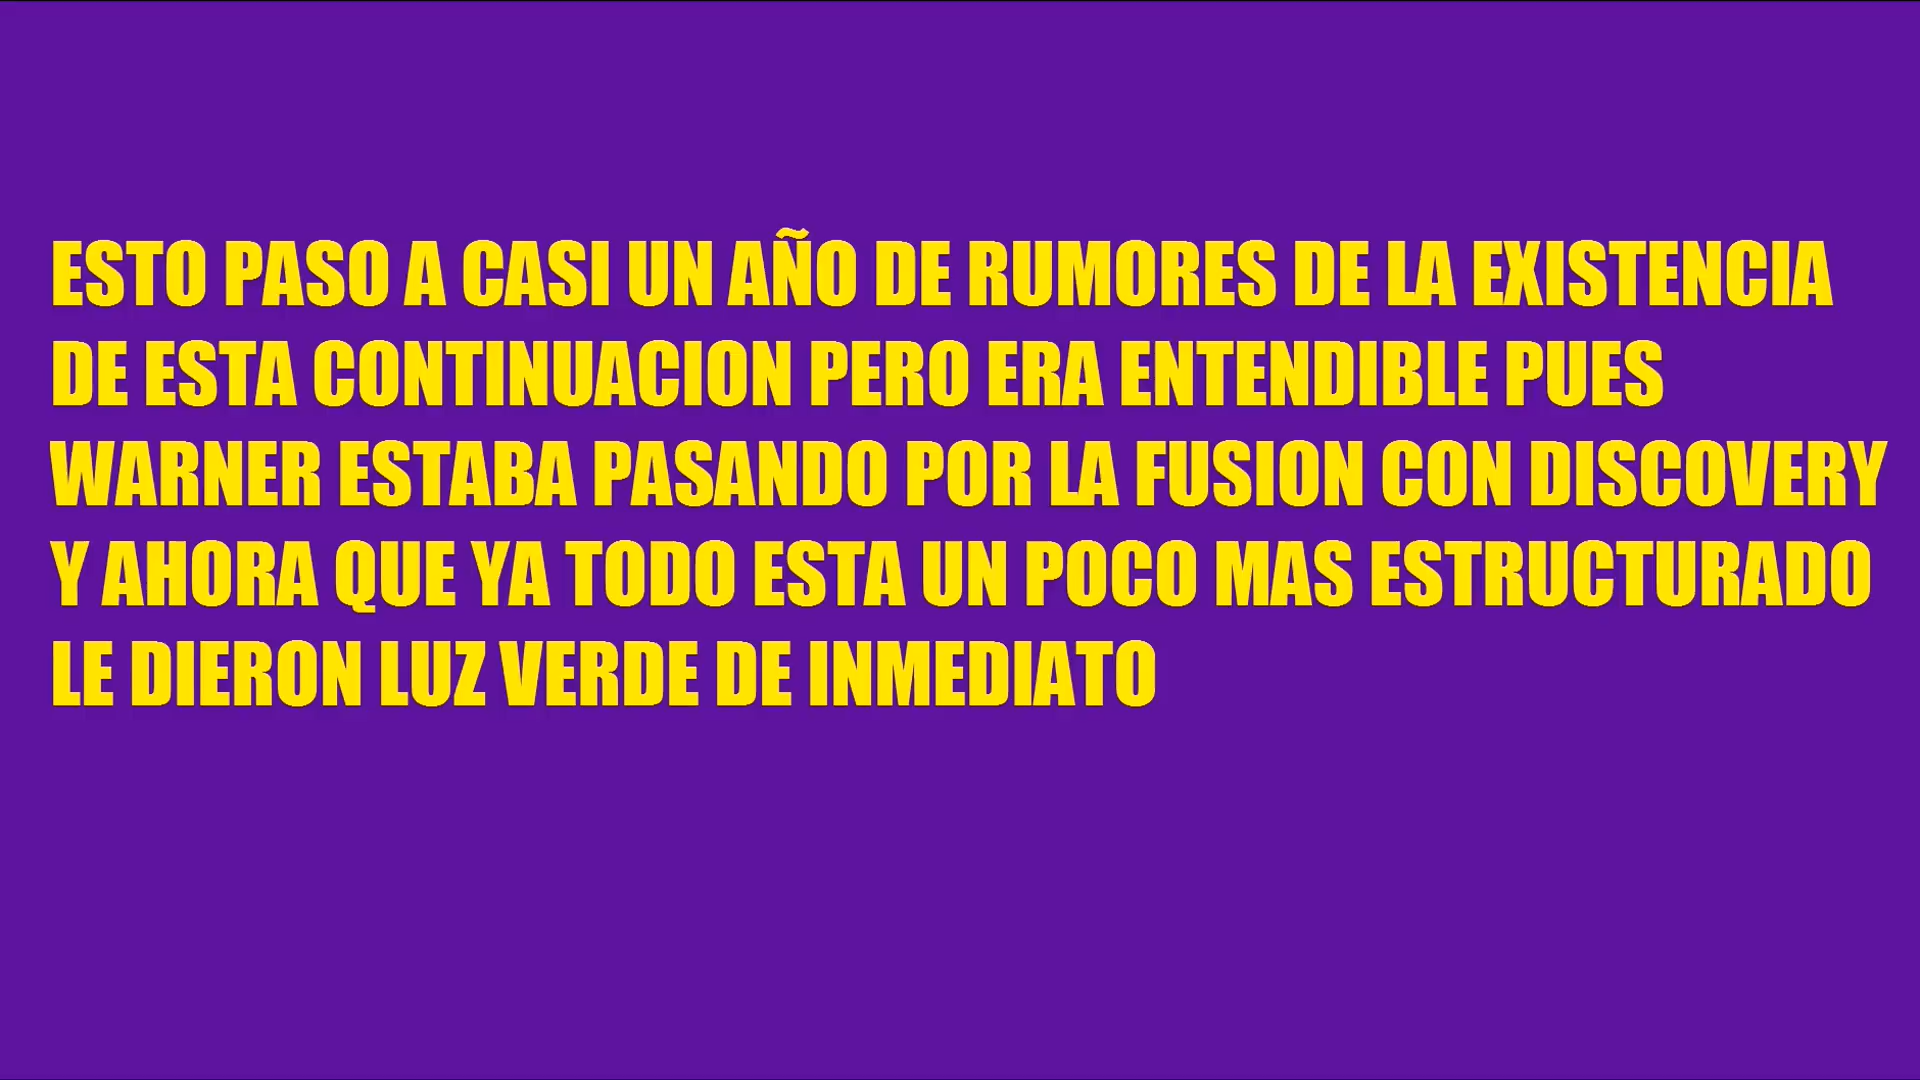 ESTO PASO A CASI UN AÑO DE RUMORES DE LA EXISTENCIA
DE ESTA CONTINUACION PERO ERA ENTENDIBLE PUES
WARNER ESTABA PASANDO POR LA FUSION CON DISCOVERY
Y AHORA QUE YA TODO ESTA UN POCO MAS ESTRUCTURADO
LE DIERON LUZ VERDE DE INMEDIATO